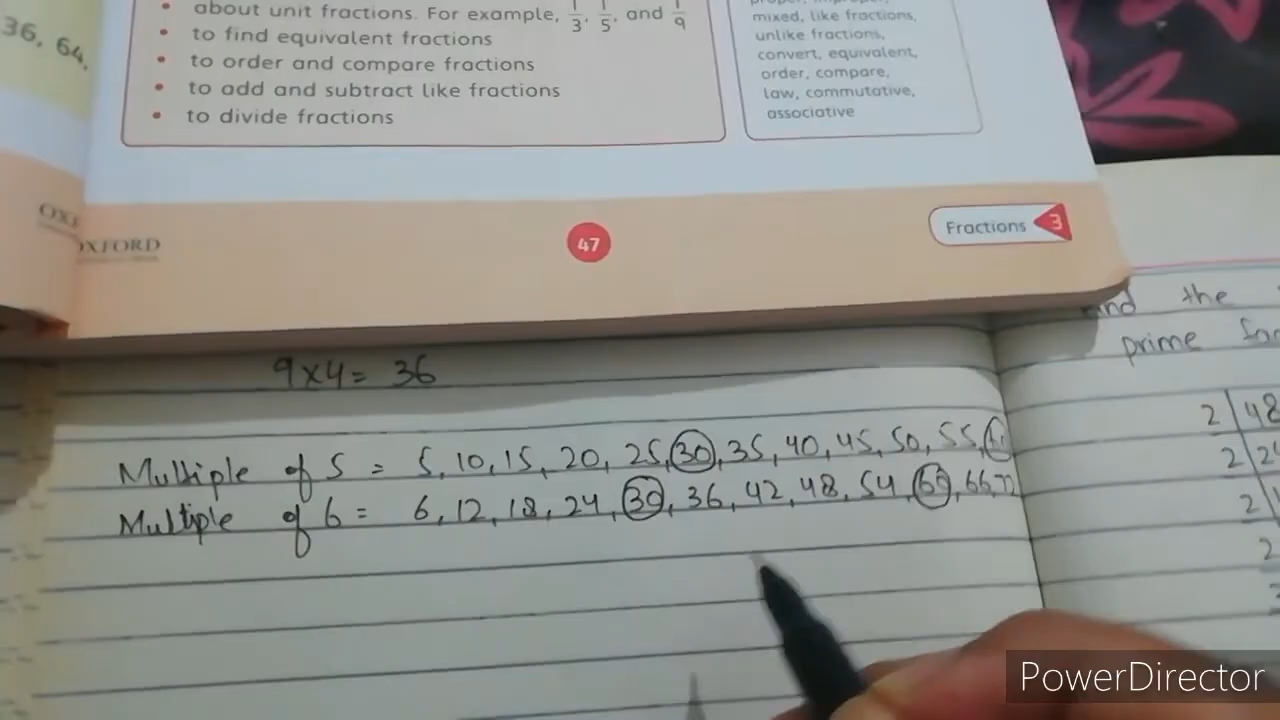 36, 64.
about unit fractions. For example, 1/3, 1/5, and 1/9
to find equivalent fractions
to order and compare fractions
to add and subtract like fractions
to divide fractions
mixed, like fractions,
unlike fractions,
convert, equivalent,
order, compare,
law, commutative,
associative
OXFORD
47
Fractions 3
9x4= 36
Multiple of 5 = 5, 10, 15, 20, 25, 30, 35, 40, 45, 50, 55,
Multiple of 6 = 6, 12, 18, 24, 30, 36, 42, 48, 54, 60, 66, 72
the
prime
2 48
2
2
2
PowerDirector